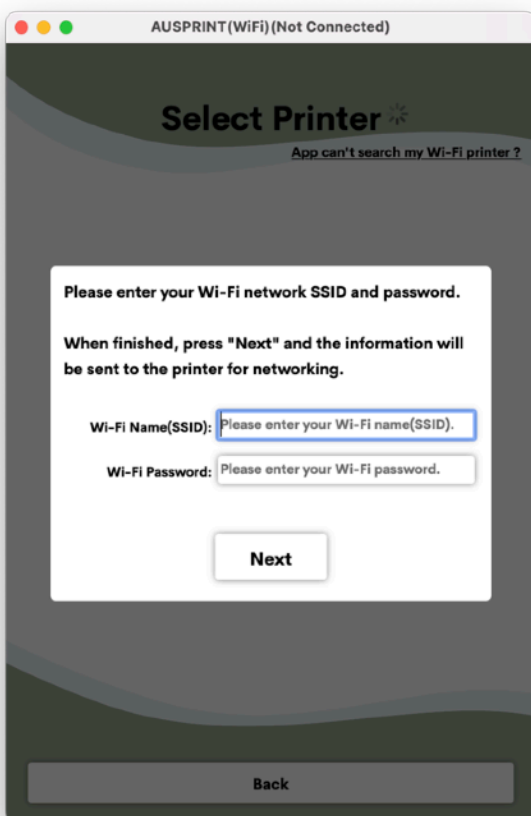 AUSPRINT(WiFi)(Not Connected)
Select Printer
App can't search my Wi-Fi printer ?
Please enter your Wi-Fi network SSID and password.
When finished, press "Next" and the information will
be sent to the printer for networking.
Wi-Fi Name(SSID): Please enter your Wi-Fi name(SSID).
Wi-Fi Password: Please enter your Wi-Fi password.
Next
Back